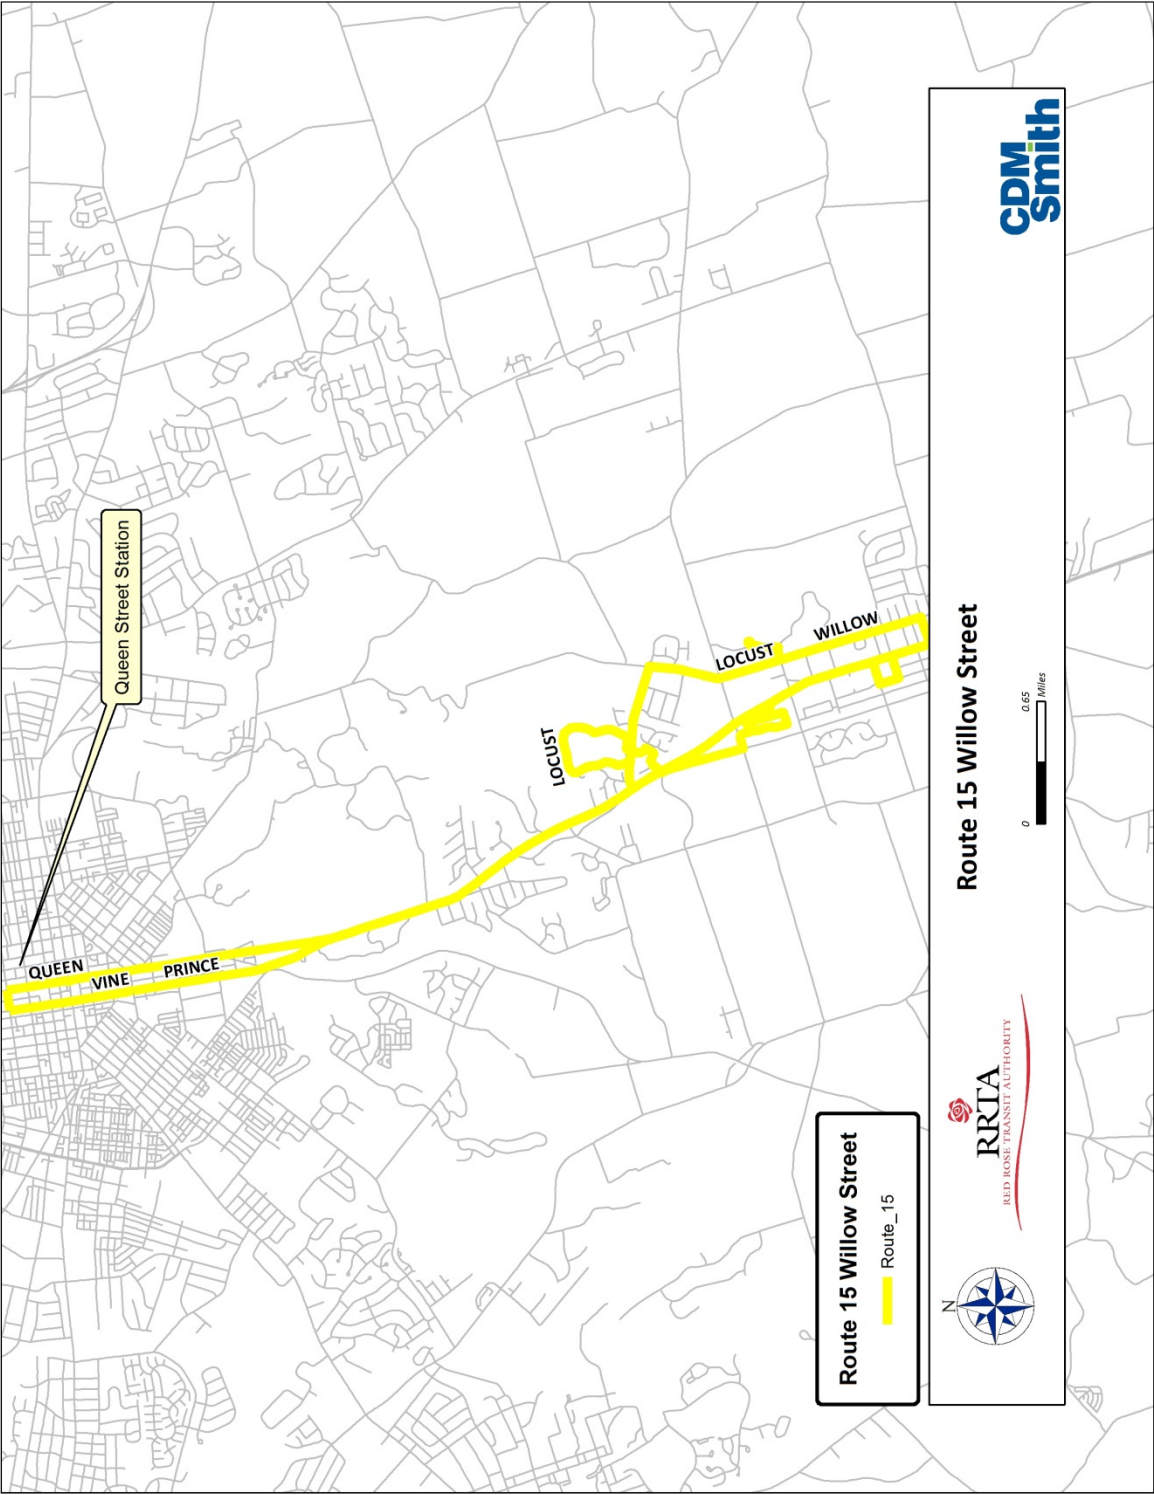 Queen Street Station
QUEEN
VINE
PRINCE
LOCUST
LOCUST
WILLOW
Route 15 Willow Street
Route_15
N
RRTA
RED ROSE TRANSIT AUTHORITY
Route 15 Willow Street
0
0.65
Miles
CDM
Smith